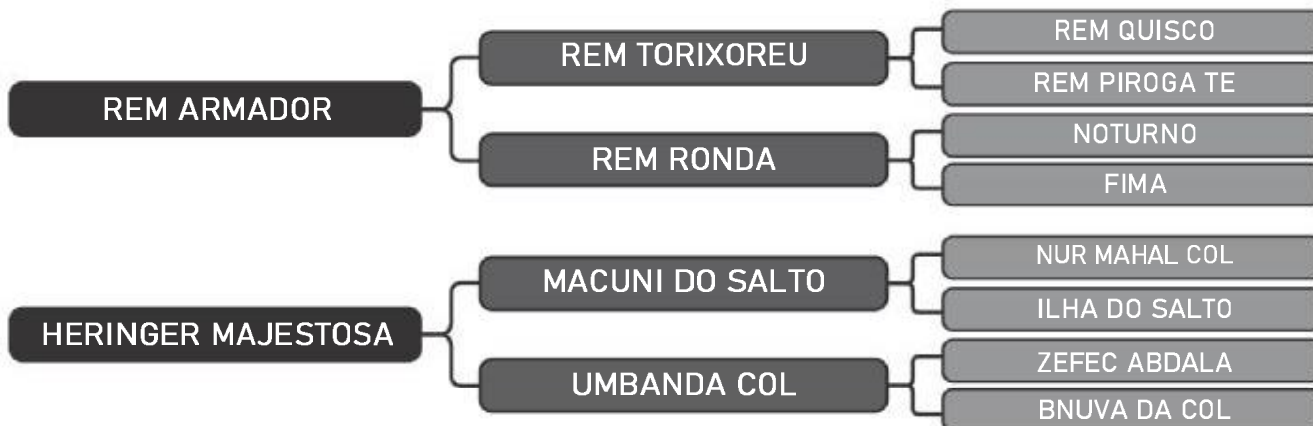 REM ARMADOR
REM TORIXOREU
REM QUISCO
REM PIROGA TE
REM RONDA
NOTURNO
FIMA
HERINGER MAJESTOSA
MACUNI DO SALTO
NUR MAHAL COL
ILHA DO SALTO
UMBANDA COL
ZEFEC ABDALA
BNUVA DA COL